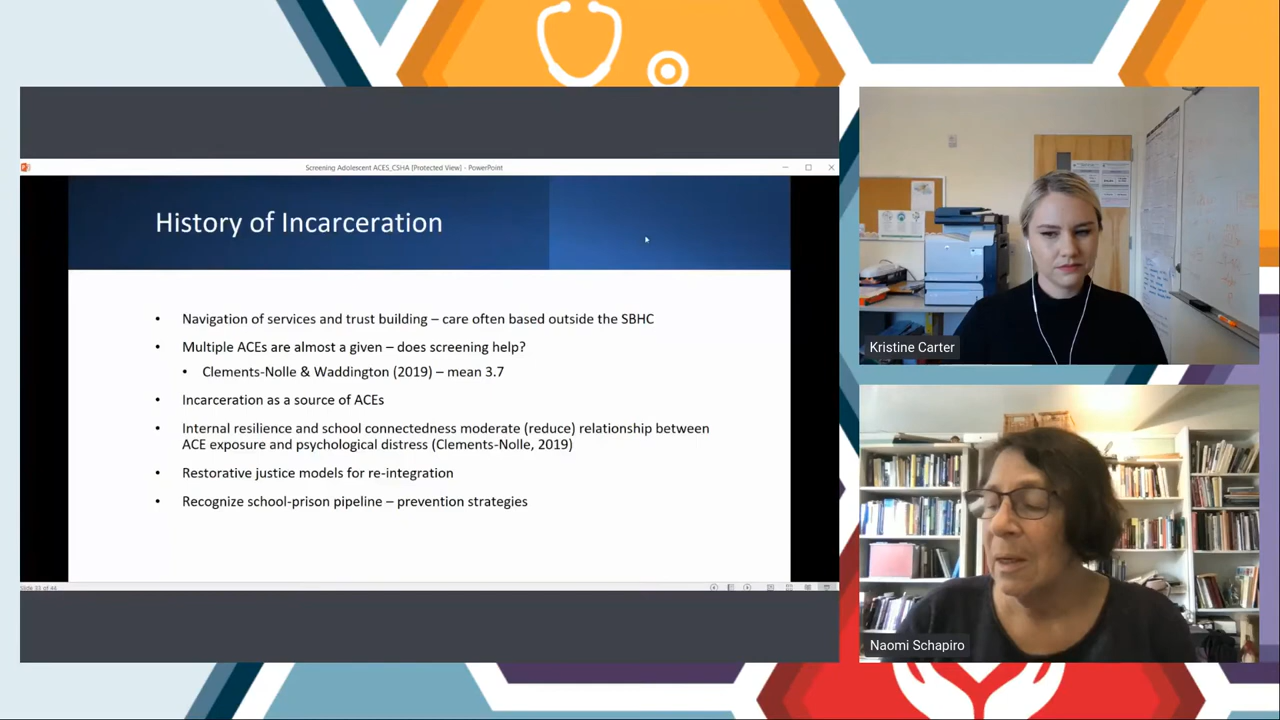 Screening Adolescent ACES_CSHA [Protected View] - PowerPoint
History of Incarceration
• Navigation of services and trust building – care often based outside the SBHC
• Multiple ACEs are almost a given – does screening help?
• Clements-Nolle & Waddington (2019) – mean 3.7
• Incarceration as a source of ACEs
• Internal resilience and school connectedness moderate (reduce) relationship between
ACE exposure and psychological distress (Clements-Nolle, 2019)
• Restorative justice models for re-integration
• Recognize school-prison pipeline – prevention strategies
Kristine Carter
Naomi Schapiro